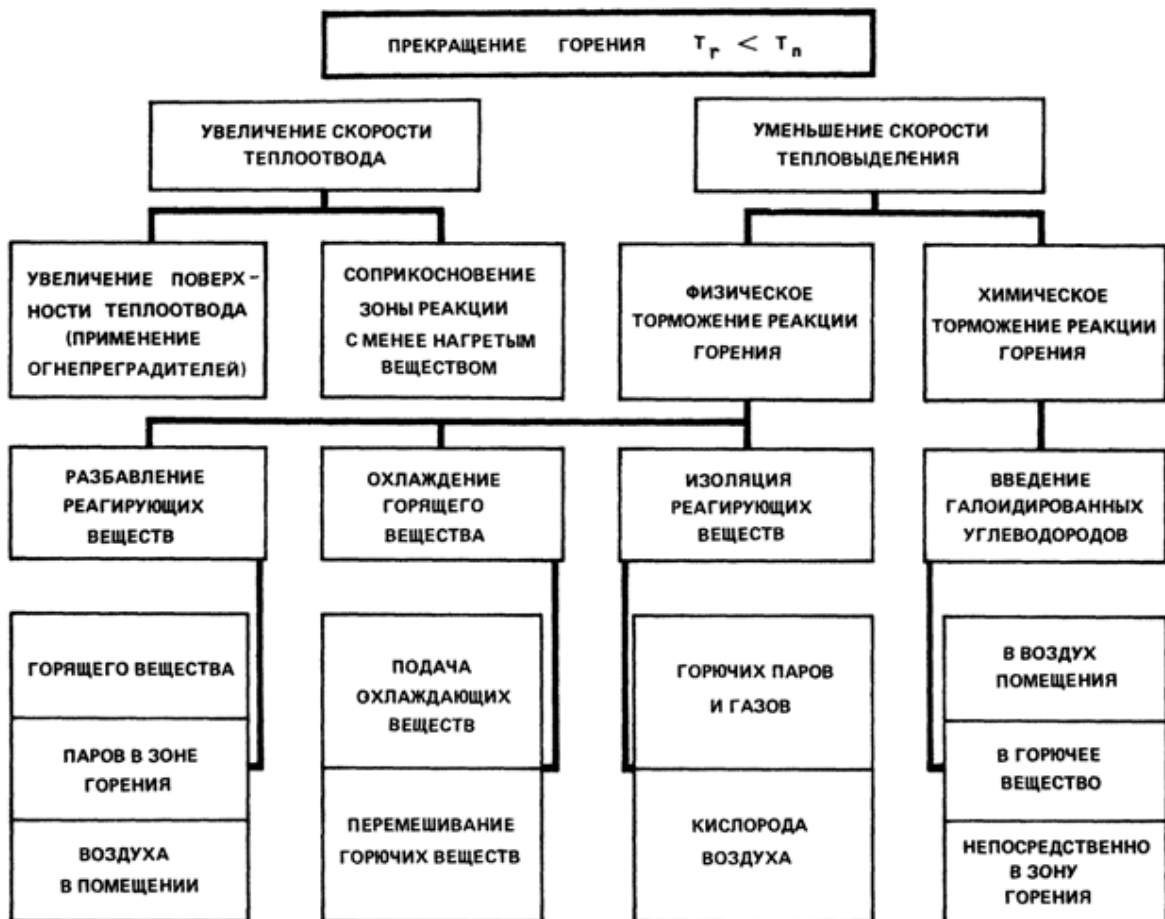 ПРЕКРАЩЕНИЕ ГОРЕНИЯ Тг < Тп
УВЕЛИЧЕНИЕ СКОРОСТИ
ТЕПЛООТВОДА
УМЕНЬШЕНИЕ СКОРОСТИ
ТЕПЛОВЫДЕЛЕНИЯ
УВЕЛИЧЕНИЕ ПОВЕРХ-
НОСТИ ТЕПЛООТВОДА
(ПРИМЕНЕНИЕ
ОГНЕПРЕГРАДИТЕЛЕЙ)
СОПРИКОСНОВЕНИЕ
ЗОНЫ РЕАКЦИИ
С МЕНЕЕ НАГРЕТЫМ
ВЕЩЕСТВОМ
ФИЗИЧЕСКОЕ
ТОРМОЖЕНИЕ РЕАКЦИИ
ГОРЕНИЯ
ХИМИЧЕСКОЕ
ТОРМОЖЕНИЕ РЕАКЦИИ
ГОРЕНИЯ
РАЗБАВЛЕНИЕ
РЕАГИРУЮЩИХ
ВЕЩЕСТВ
ОХЛАЖДЕНИЕ
ГОРЯЩЕГО
ВЕЩЕСТВА
ИЗОЛЯЦИЯ
РЕАГИРУЮЩИХ
ВЕЩЕСТВ
ВВЕДЕНИЕ
ГАЛОИДИРОВАННЫХ
УГЛЕВОДОРОДОВ
ГОРЯЩЕГО ВЕЩЕСТВА
ПАРОВ В ЗОНЕ
ГОРЕНИЯ
ВОЗДУХА
В ПОМЕЩЕНИИ
ПОДАЧА
ОХЛАЖДАЮЩИХ
ВЕЩЕСТВ
ПЕРЕМЕШИВАНИЕ
ГОРЮЧИХ ВЕЩЕСТВ
ГОРЮЧИХ ПАРОВ
И ГАЗОВ
КИСЛОРОДА
ВОЗДУХА
В ВОЗДУХ
ПОМЕЩЕНИЯ
В ГОРЮЧЕЕ
ВЕЩЕСТВО
НЕПОСРЕДСТВЕННО
В ЗОНУ
ГОРЕНИЯ